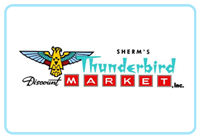 SHERM'S
Thunderbird
Discount MARKET, Inc.